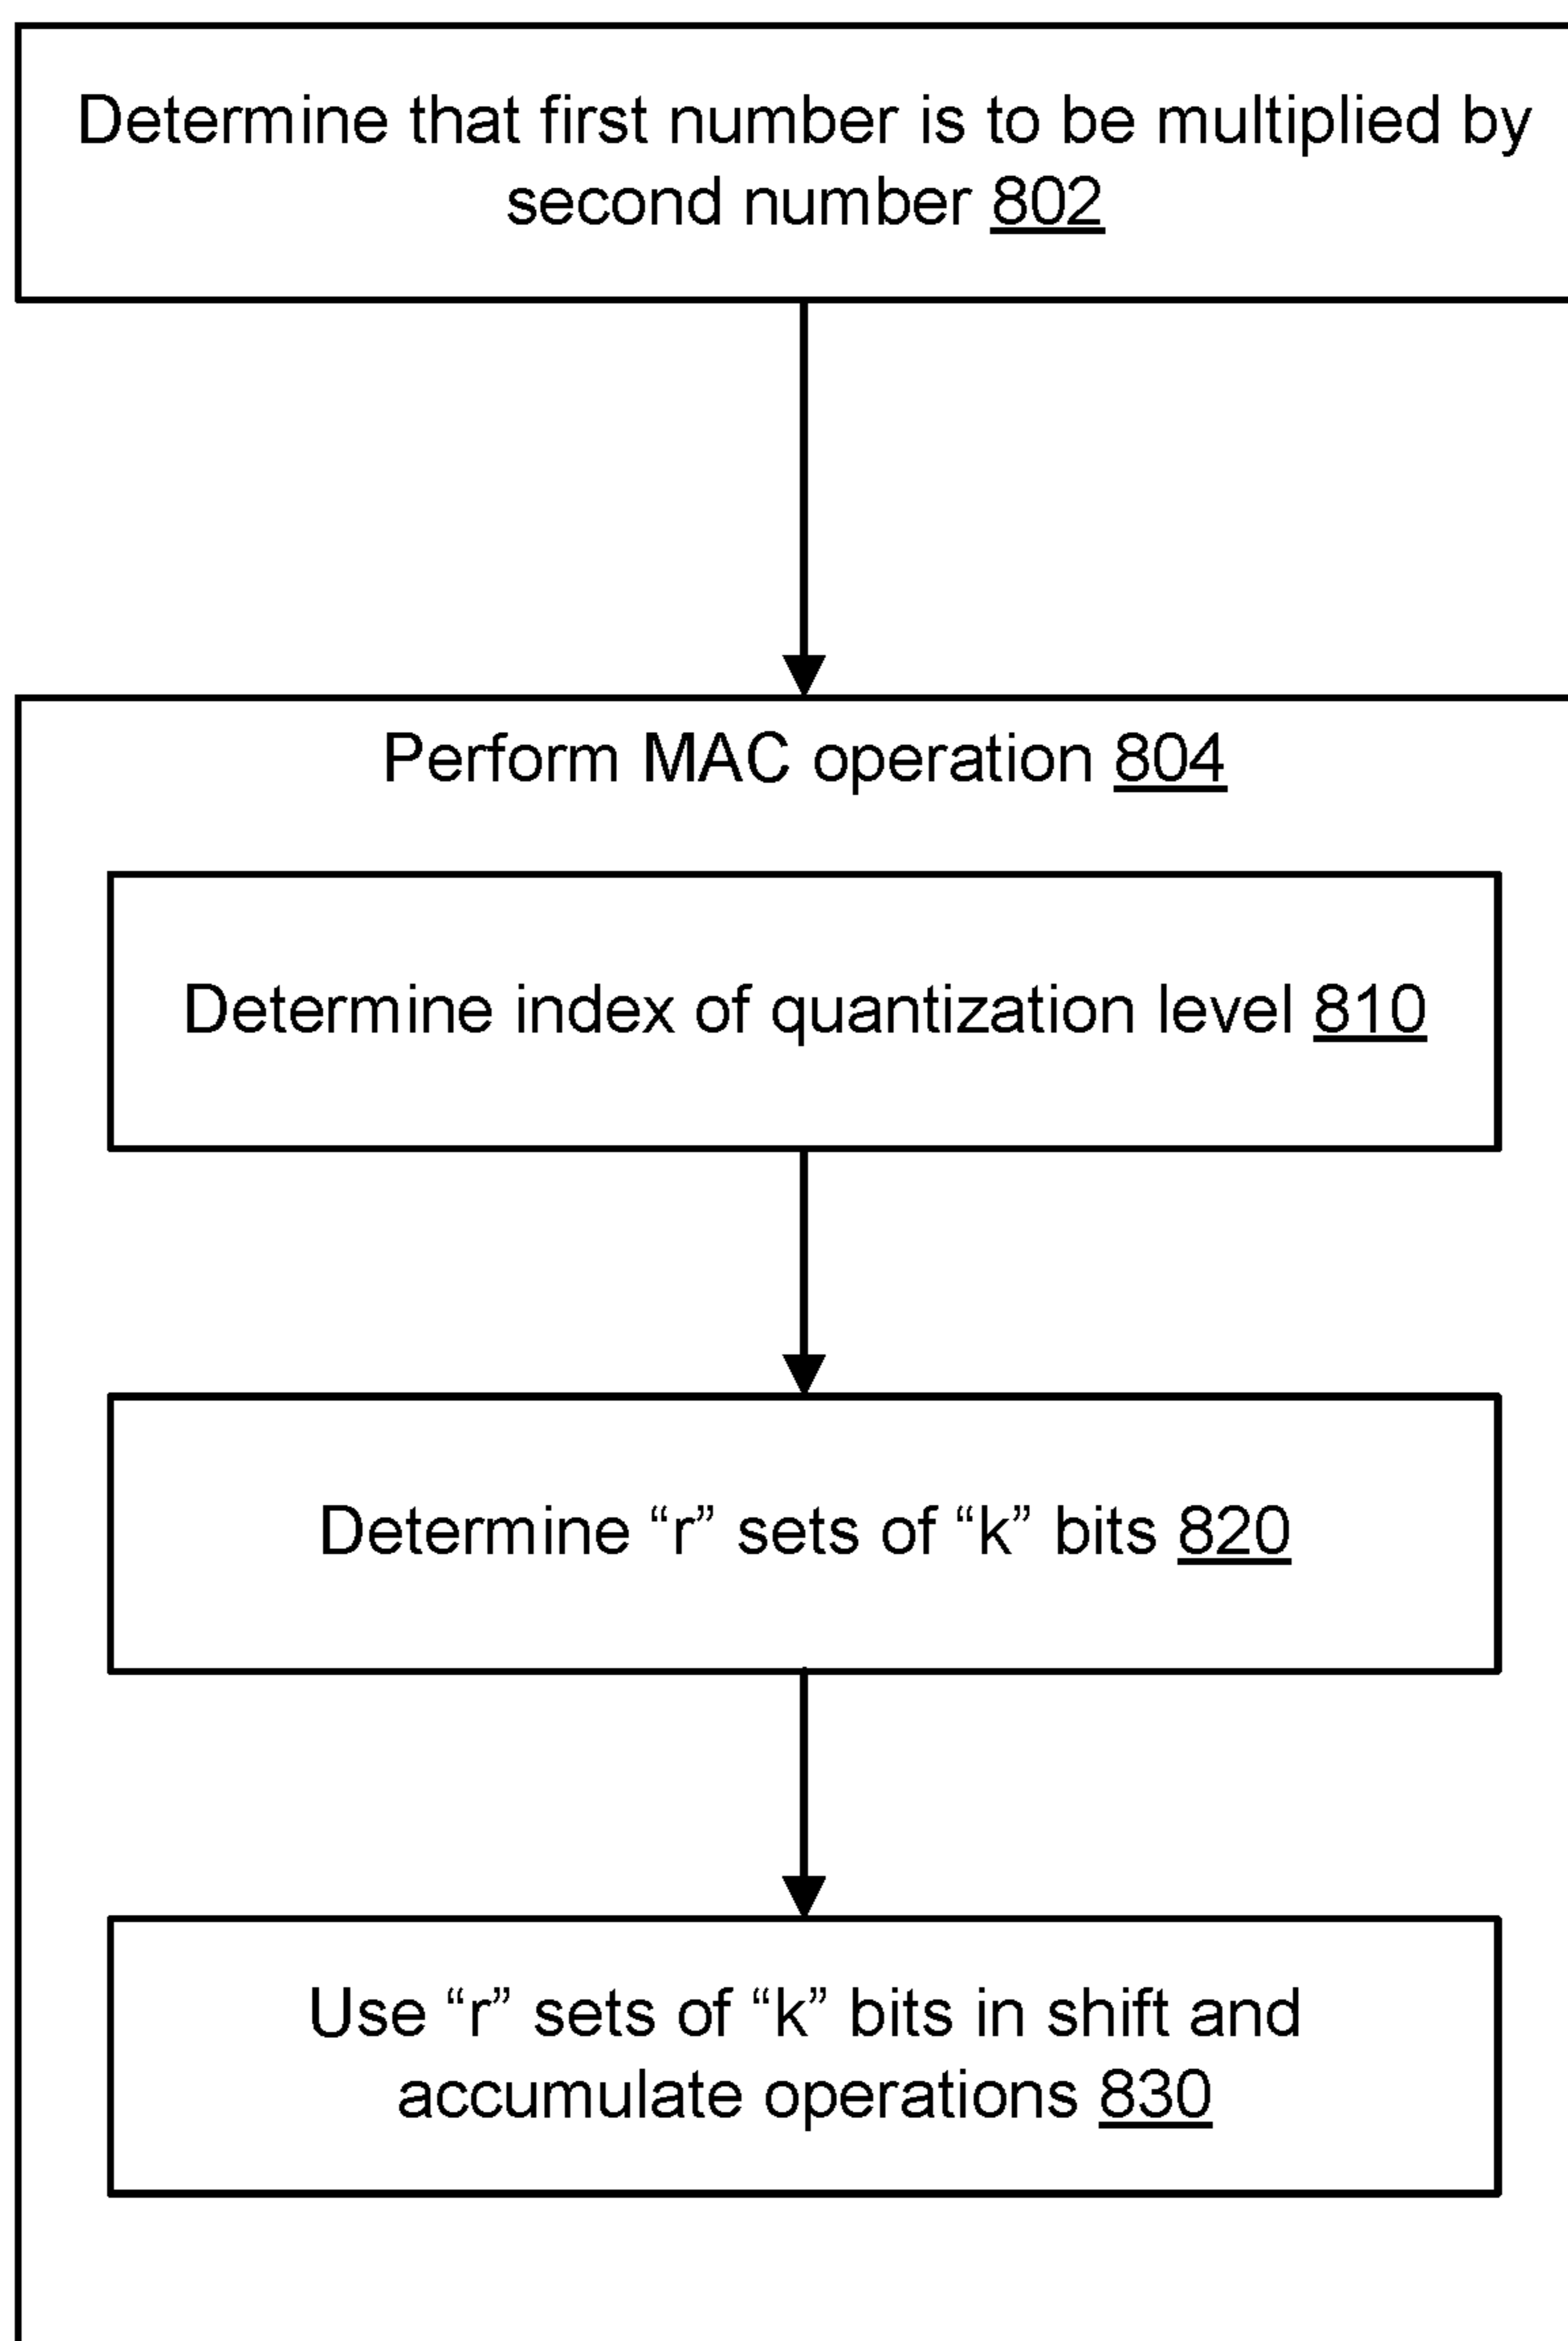 Determine that first number is to be multiplied by
second number 802
Perform MAC operation 804
Determine index of quantization level 810
Determine “r” sets of “k” bits 820
Use “r” sets of “k” bits in shift and
accumulate operations 830